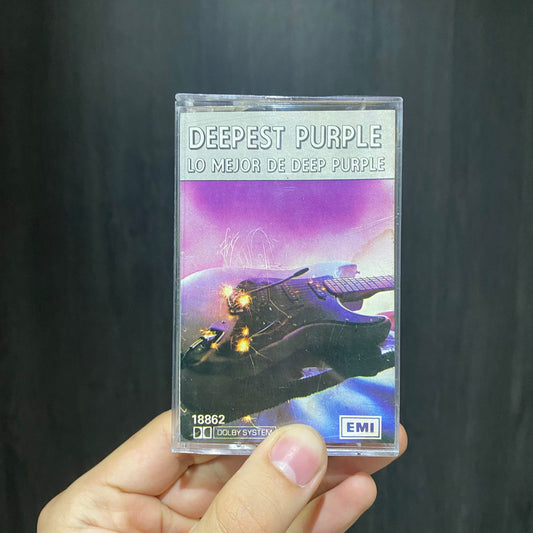 DEEPEST PURPLE
LO MEJOR DE DEEP PURPLE
18862
DOLBY SYSTEM
EMI